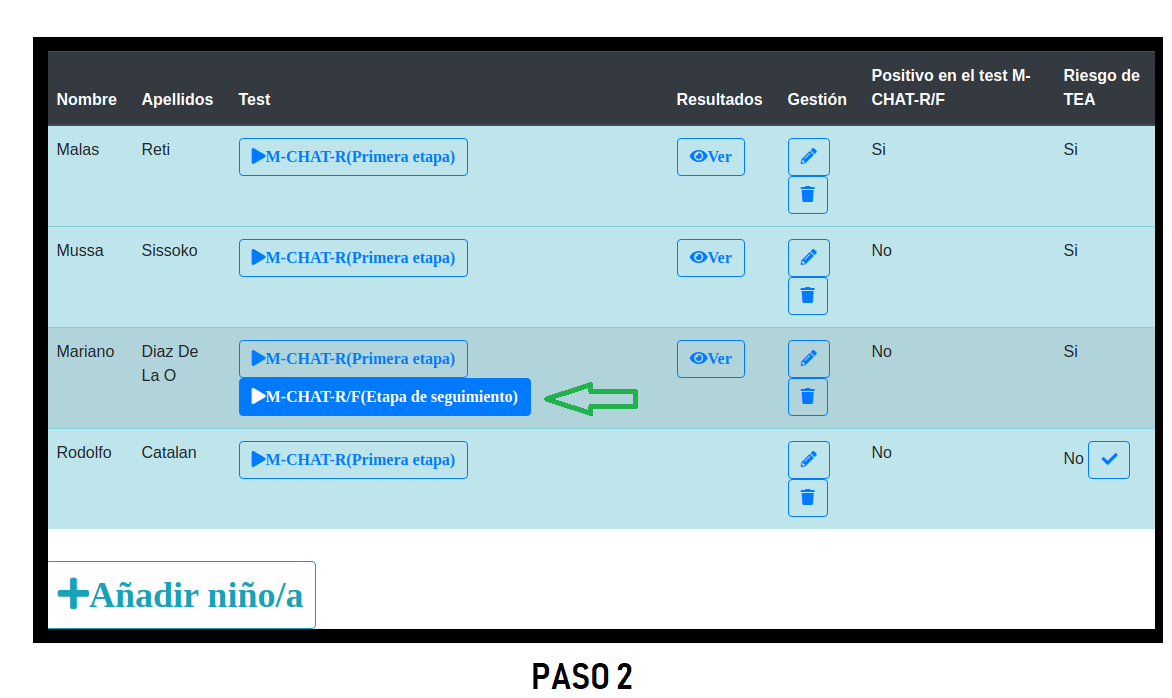 Nombre Apellidos Test Resultados Gestión Positivo en el test M-CHAT-R/F Riesgo de TEA
Malas Reti M-CHAT-R(Primera etapa) Ver Si Si
Mussa Sissoko M-CHAT-R(Primera etapa) Ver No Si
Mariano Diaz De La O M-CHAT-R(Primera etapa) Ver No Si
M-CHAT-R/F(Etapa de seguimiento)
Rodolfo Catalan M-CHAT-R(Primera etapa) No No
Añadir niño/a
PASO 2